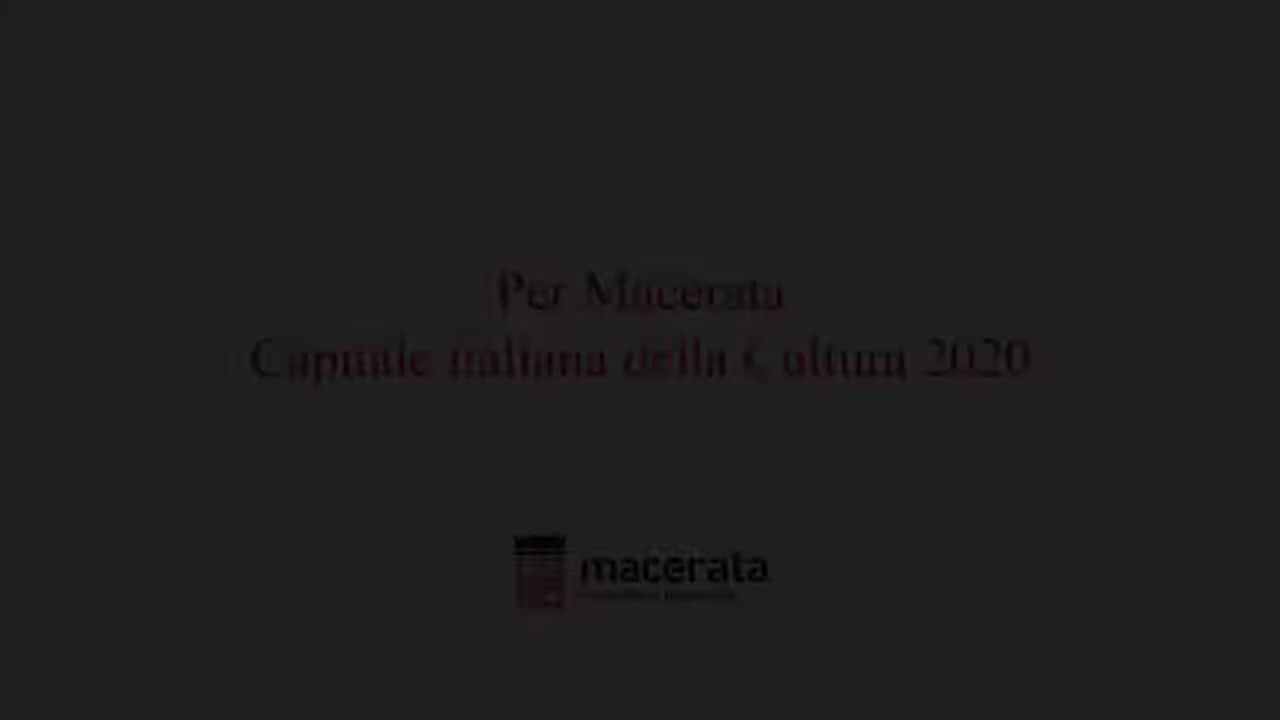 Per Macerata
Capitale italiana della Cultura 2020
macerata